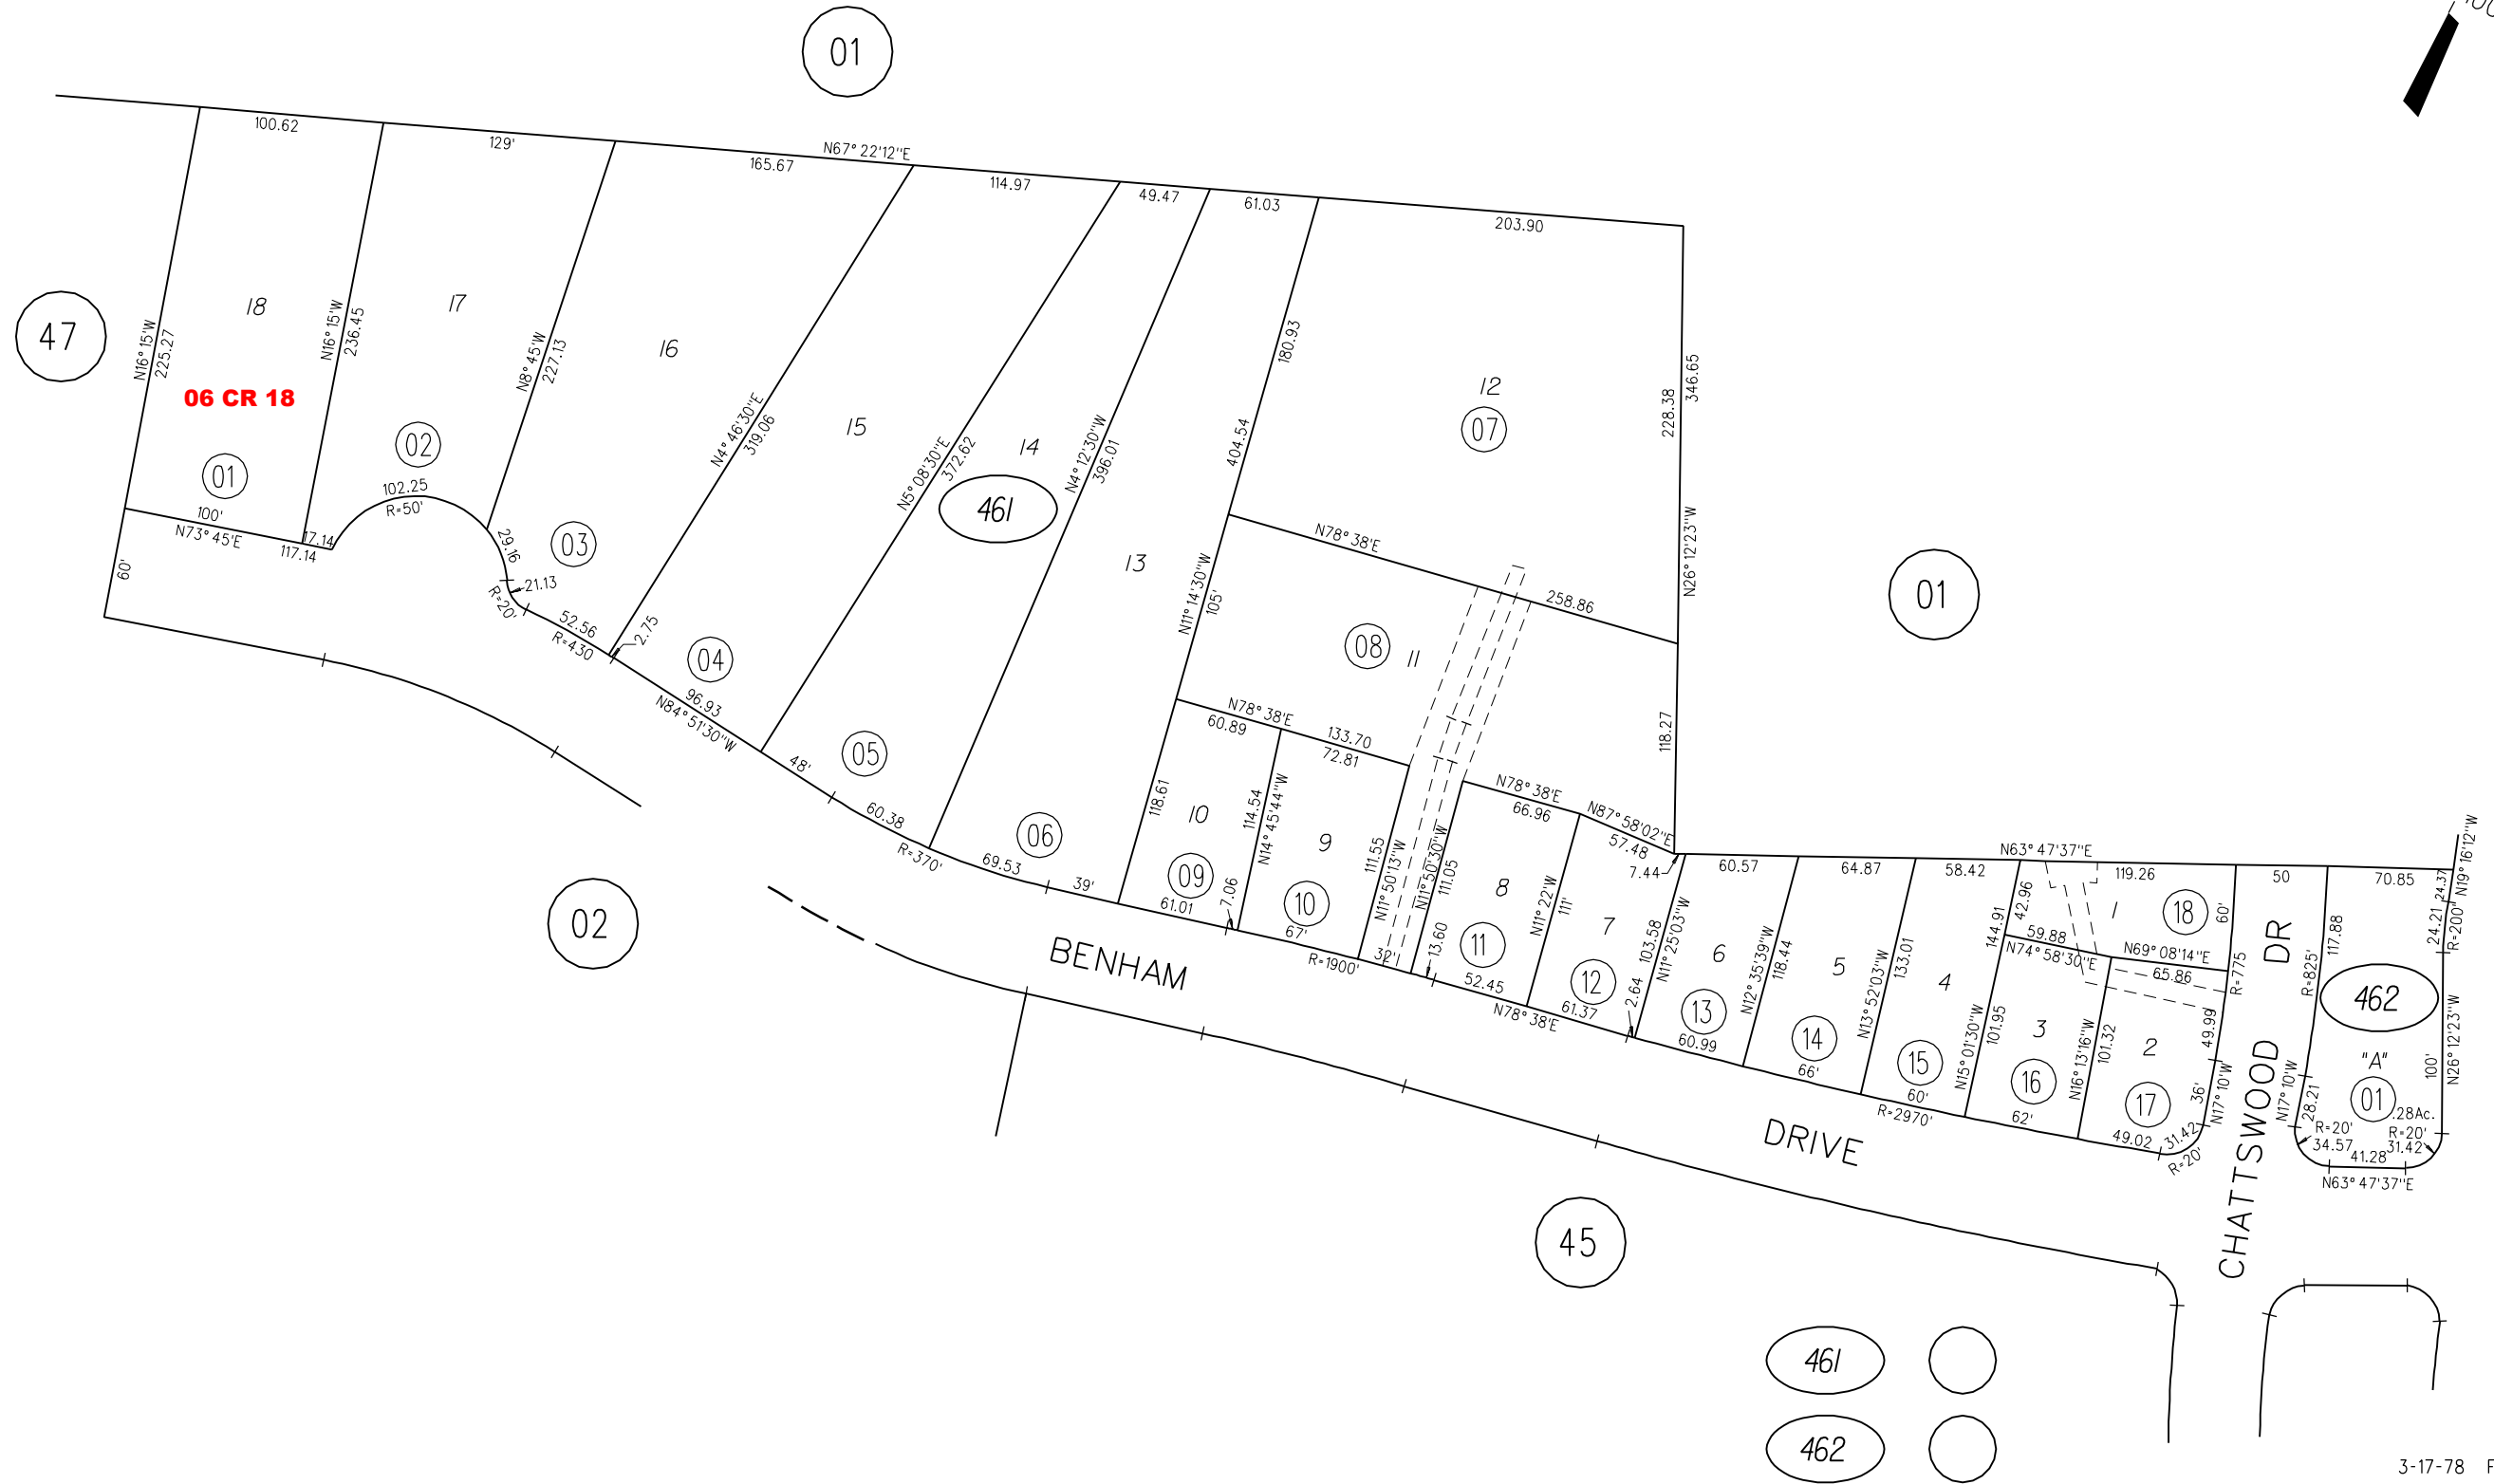 01
100.62
129'
165.67
N67° 22'12"E
114.97
49.47
61.03
203.90
47
18
17
16
15
14
13
12
07
N16° 15'W
225.27
N16° 15'W
236.45
N8° 45'W
227.13
N4° 46'30"E
319.06
N5° 08'30"E
372.62
N4° 12'30"W
396.01
180.93
404.54
228.38
346.65
06 CR 18
01
02
461
102.25
R=50'
100'
N73° 45'E
17.14
117.14
60'
29.16
03
21.13
R=20'
52.56
R=430
2.75
04
96.93
N84° 51'30"W
05
48'
60.38
R=370'
06
69.53
39'
N11° 14'30"W
105'
N78° 38'E
258.86
N26° 12'23"W
118.27
01
08
11
N78° 38'E
60.89
133.70
72.81
118.61
10
09
61.01
114.54
N14° 45'44"W
7.06
9
10
67'
111.55
N11° 50'13"W
R=1900'
32'
N11° 50'30"W
111.05
13.60
N78° 38'E
66.96
N87° 58'02"E
57.48
7.44
8
11
52.45
N78° 38'E
N11° 22'W
111'
7
12
61.37
2.64
103.58
N11° 25'03"W
N63° 47'37"E
60.57
64.87
58.42
119.26
50
70.85
6
13
60.99
N12° 35'39"W
118.44
5
14
66'
N13° 52'03"W
133.01
4
15
60'
R=2970'
144.91
42.96
N15° 01'30"W
101.95
59.88
N74° 58'30"E
1
18
60'
N69° 08'14"E
65.86
R=775
3
16
62'
N16° 13'16"W
101.32
2
17
49.02
49.99
36'
N17° 10'W
31.42
R=20'
DR
CHATTSWOOD
R=825'
117.88
N17° 10'W
28.21
462
"A"
01
.28Ac.
R=20'
34.57
41.28
R=20'
31.42
N63° 47'37"E
24.37
N19° 16'12"W
24.21
R=200'
100'
N26° 12'23"W
02
BENHAM
DRIVE
45
461
462
3-17-78